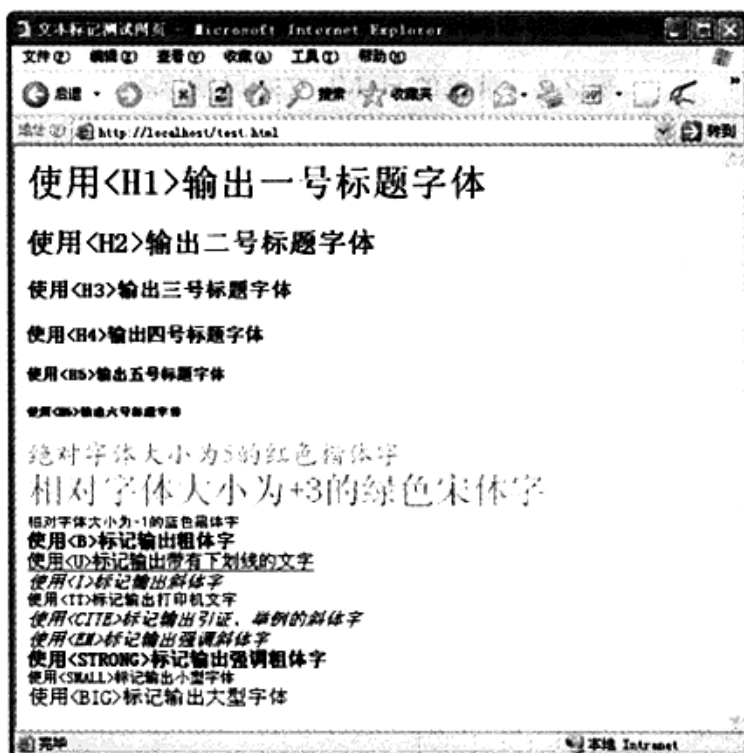 文本标记测试网页 - Microsoft Internet Explorer
文件(F) 编辑(E) 查看(V) 收藏(A) 工具(T) 帮助(H)
后退 搜索 收藏夹
地址(D) http://localhost/test.html 转到
使用<H1>输出一号标题字体
使用<H2>输出二号标题字体
使用<H3>输出三号标题字体
使用<H4>输出四号标题字体
使用<H5>输出五号标题字体
使用<H6>输出六号标题字体
绝对字体大小为5的红色楷体字
相对字体大小为+3的绿色宋体字
相对字体大小为-1的蓝色黑体字
使用<B>标记输出粗体字
使用<U>标记输出带有下划线的文字
使用<I>标记输出斜体字
使用<TT>标记输出打印机文字
使用<CITE>标记输出引证、举例的斜体字
使用<EM>标记输出强调斜体字
使用<STRONG>标记输出强调粗体字
使用<SMALL>标记输出小型字体
使用<BIG>标记输出大型字体
完毕 本地 Intranet